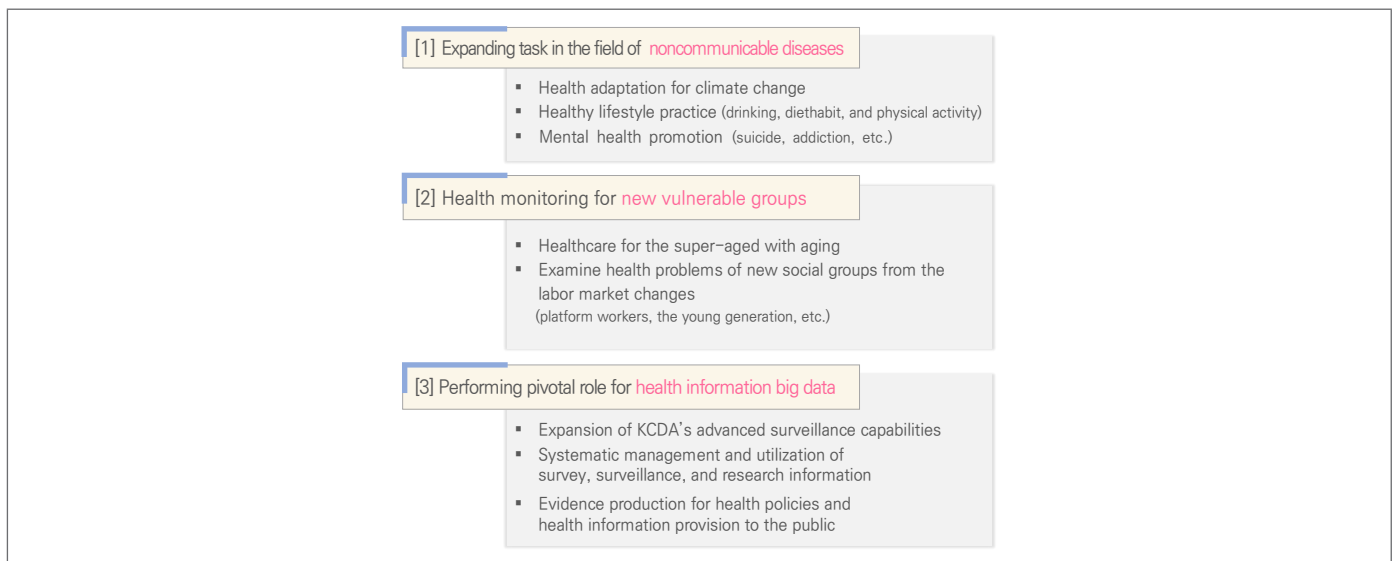 [1] Expanding task in the field of noncommunicable diseases
▪ Health adaptation for climate change
▪ Healthy lifestyle practice (drinking, diethabit, and physical activity)
▪ Mental health promotion (suicide, addiction, etc.)
[2] Health monitoring for new vulnerable groups
▪ Healthcare for the super-aged with aging
▪ Examine health problems of new social groups from the
labor market changes
(platform workers, the young generation, etc.)
[3] Performing pivotal role for health information big data
▪ Expansion of KCDA's advanced surveillance capabilities
▪ Systematic management and utilization of
survey, surveillance, and research information
▪ Evidence production for health policies and
health information provision to the public